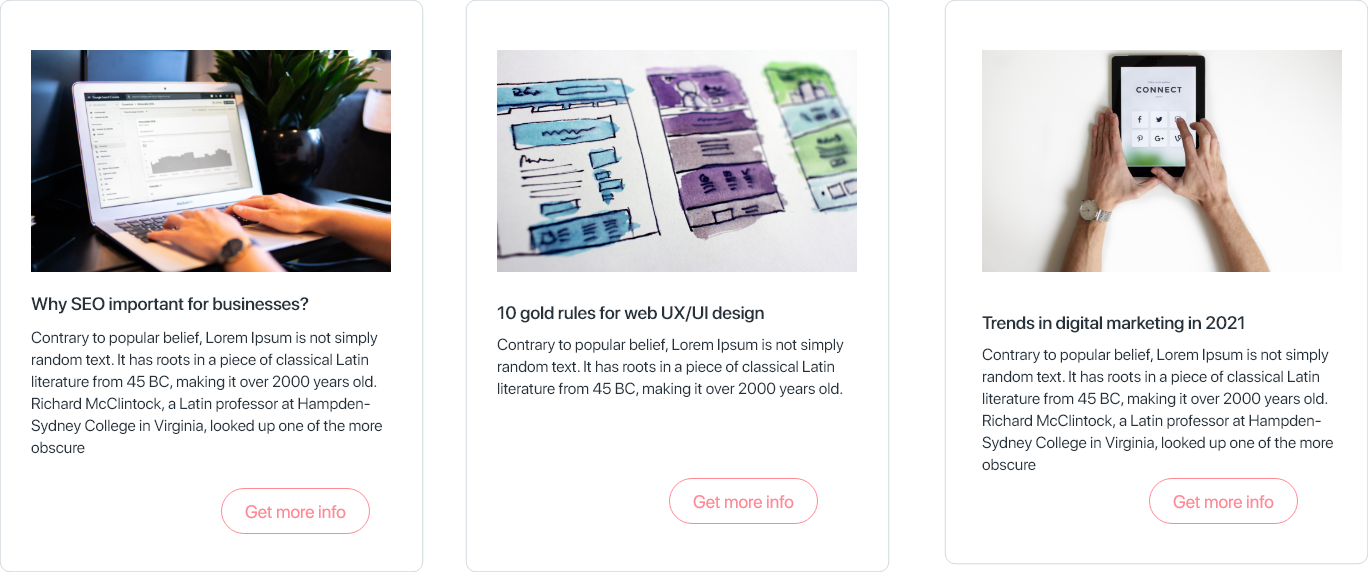 Why SEO important for businesses?
Contrary to popular belief, Lorem Ipsum is not simply
random text. It has roots in a piece of classical Latin
literature from 45 BC, making it over 2000 years old.
Richard McClintock, a Latin professor at Hampden-
Sydney College in Virginia, looked up one of the more
obscure
Get more info
10 gold rules for web UX/UI design
Contrary to popular belief, Lorem Ipsum is not simply
random text. It has roots in a piece of classical Latin
literature from 45 BC, making it over 2000 years old.
Get more info
CONNECT
Trends in digital marketing in 2021
Contrary to popular belief, Lorem Ipsum is not simply
random text. It has roots in a piece of classical Latin
literature from 45 BC, making it over 2000 years old.
Richard McClintock, a Latin professor at Hampden-
Sydney College in Virginia, looked up one of the more
obscure
Get more info